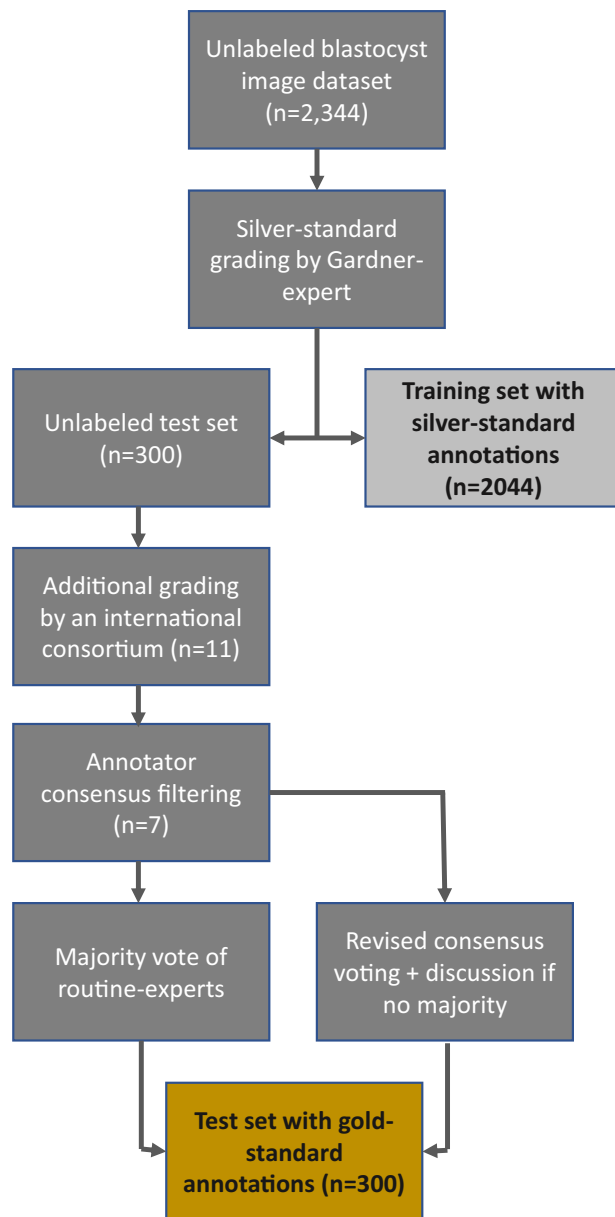 Unlabeled blastocyst
image dataset
(n=2,344)
Silver-standard
grading by Gardner-
expert
Unlabeled test set
(n=300)
Training set with
silver-standard
annotations
(n=2044)
Additional grading
by an international
consortium (n=11)
Annotator
consensus filtering
(n=7)
Majority vote of
routine-experts
Revised consensus
voting + discussion if
no majority
Test set with gold-
standard
annotations (n=300)